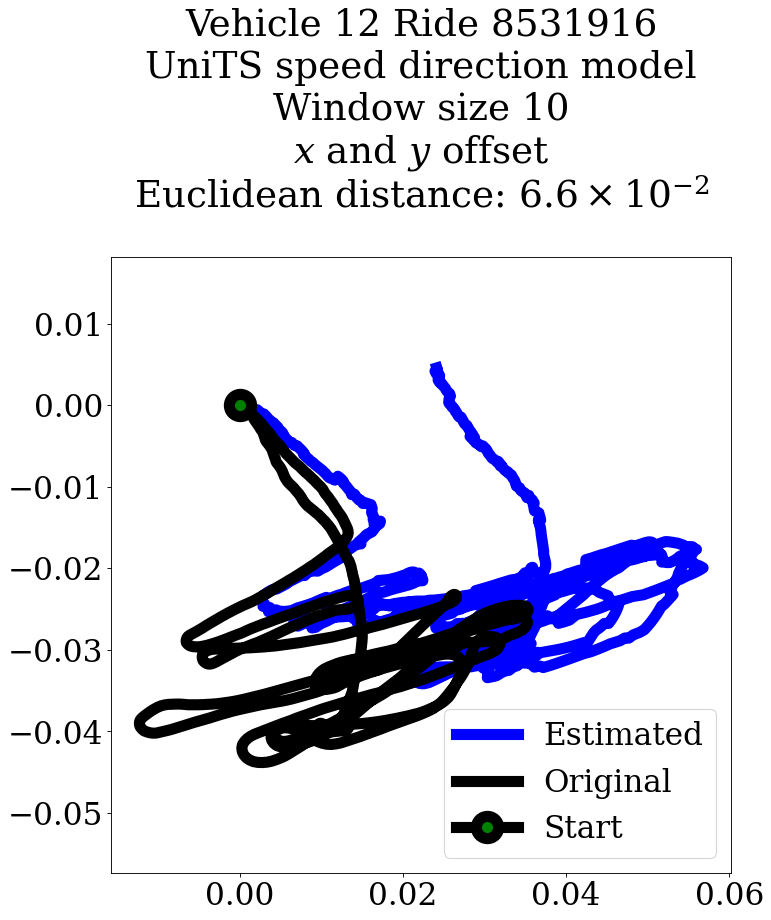 Vehicle 12 Ride 8531916
UniTS speed direction model
Window size 10
x and y offset
Euclidean distance: 6.6 × 10⁻²
0.01
0.00
−0.01
−0.02
−0.03
−0.04
−0.05
Estimated
Original
Start
0.00 0.02 0.04 0.06